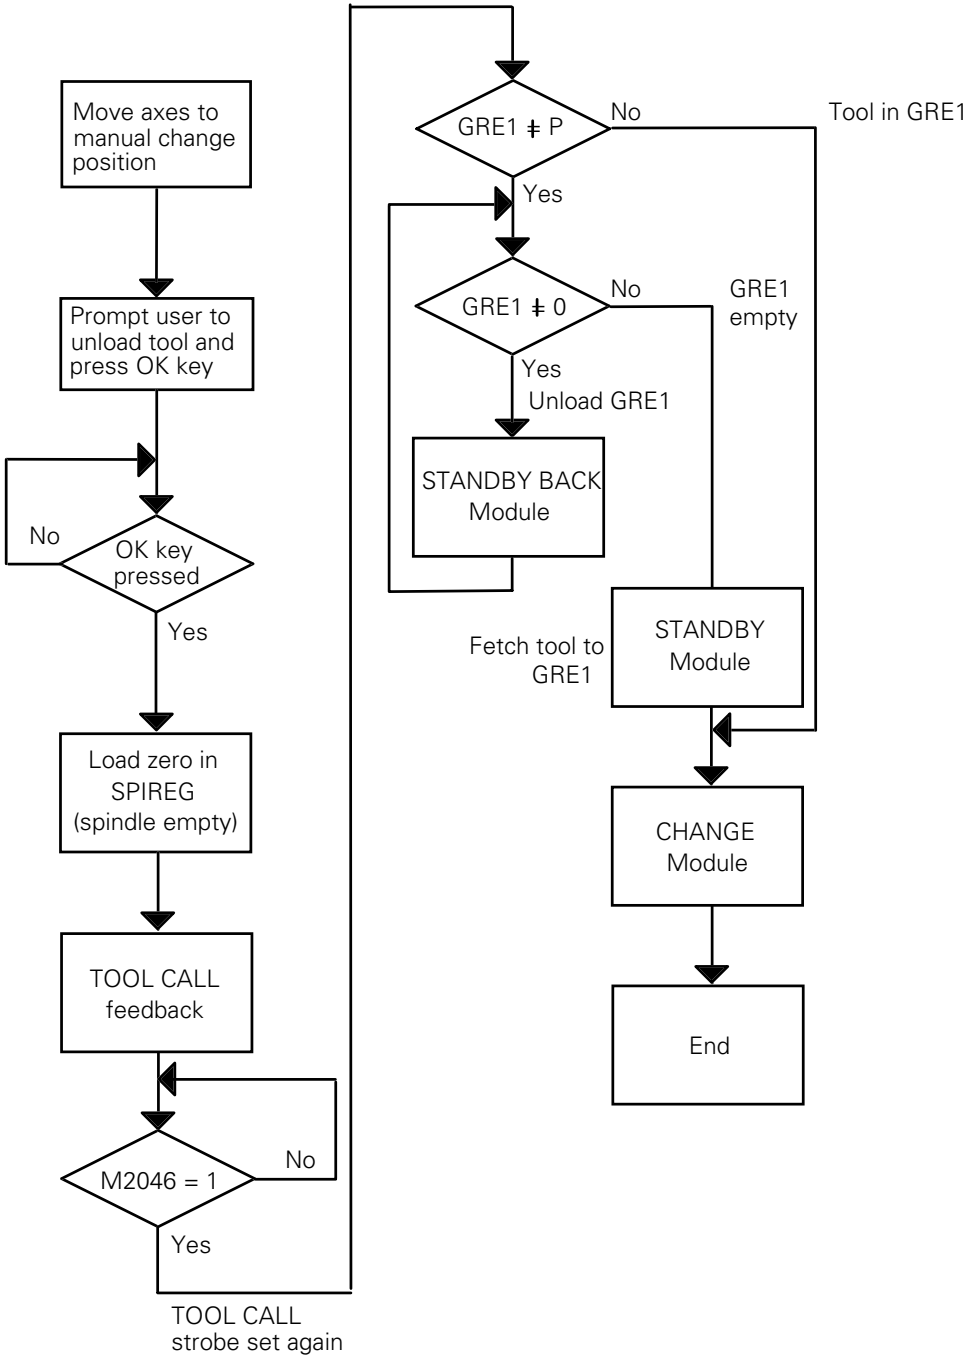 Move axes to
manual change
position
Prompt user to
unload tool and
press OK key
No
OK key
pressed
Yes
Load zero in
SPIREG
(spindle empty)
TOOL CALL
feedback
No
M2046 = 1
Yes
TOOL CALL
strobe set again
GRE1 ‡ P
No
Tool in GRE1
Yes
GRE1 ‡ 0
No
GRE1
empty
Yes
Unload GRE1
STANDBY BACK
Module
Fetch tool to
GRE1
STANDBY
Module
CHANGE
Module
End